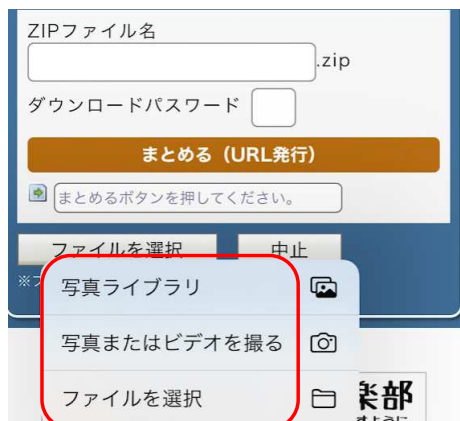 ZIPファイル名
.zip
ダウンロードパスワード
まとめる（URL発行）
まとめるボタンを押してください。
ファイルを選択
中止
写真ライブラリ
写真またはビデオを撮る
ファイルを選択
楽部